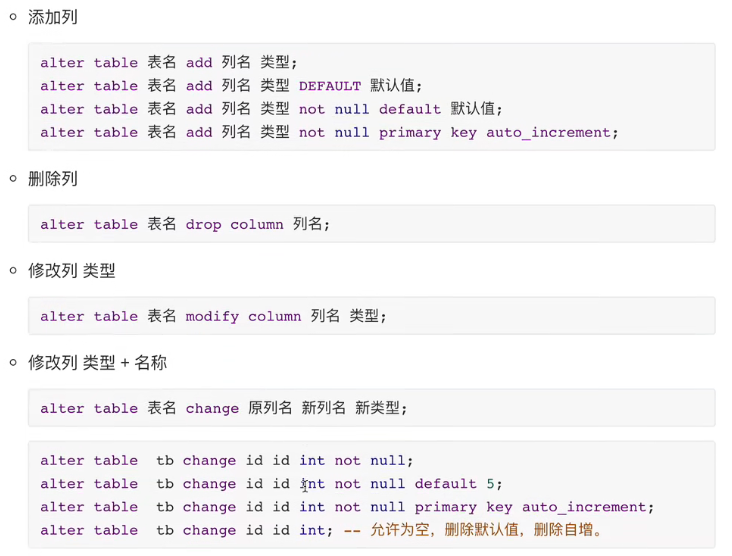 添加列
alter table 表名 add 列名 类型;
alter table 表名 add 列名 类型 DEFAULT 默认值;
alter table 表名 add 列名 类型 not null default 默认值;
alter table 表名 add 列名 类型 not null primary key auto_increment;
删除列
alter table 表名 drop column 列名;
修改列 类型
alter table 表名 modify column 列名 类型;
修改列 类型 + 名称
alter table 表名 change 原列名 新列名 新类型;
alter table  tb change id id int not null;
alter table  tb change id id int not null default 5;
alter table  tb change id id int not null primary key auto_increment;
alter table  tb change id id int; -- 允许为空，删除默认值，删除自增。